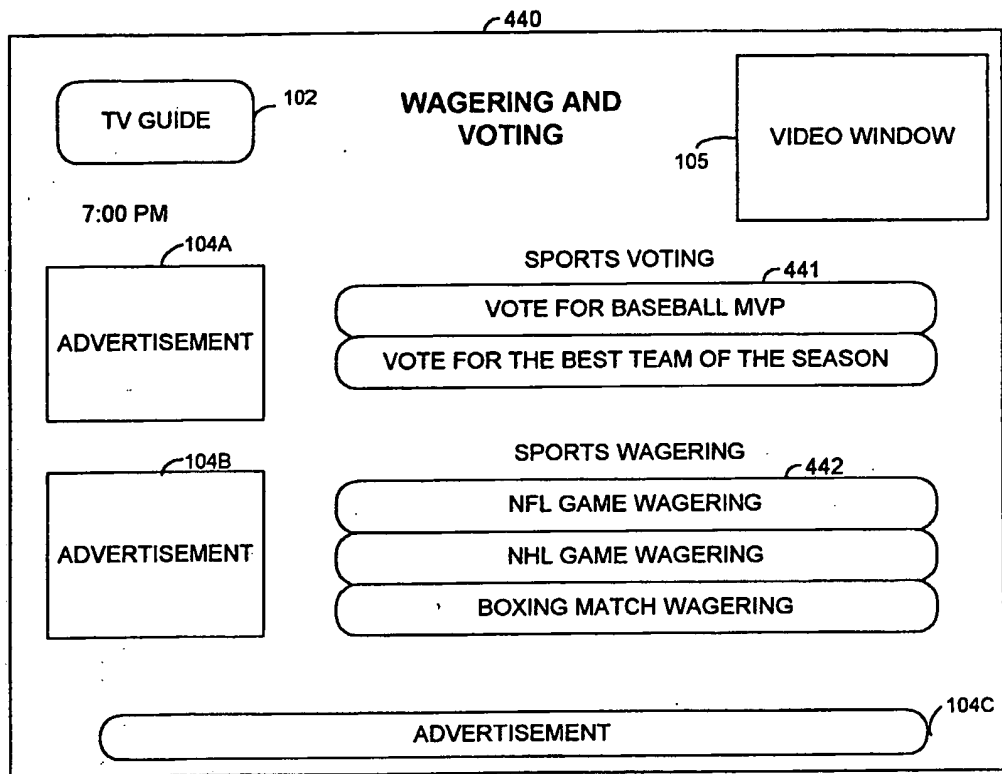 440
TV GUIDE
102
WAGERING AND
VOTING
105
VIDEO WINDOW
7:00 PM
104A
ADVERTISEMENT
SPORTS VOTING
441
VOTE FOR BASEBALL MVP
VOTE FOR THE BEST TEAM OF THE SEASON
104B
ADVERTISEMENT
SPORTS WAGERING
442
NFL GAME WAGERING
NHL GAME WAGERING
BOXING MATCH WAGERING
ADVERTISEMENT
104C